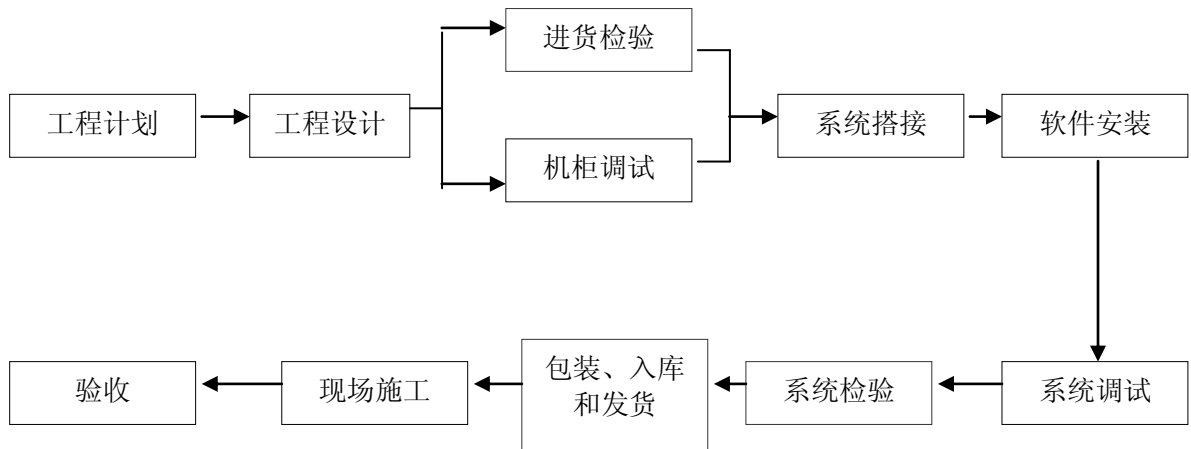 进货检验
工程计划
工程设计
系统搭接
软件安装
机柜调试
验收
现场施工
包装、入库
和发货
系统检验
系统调试